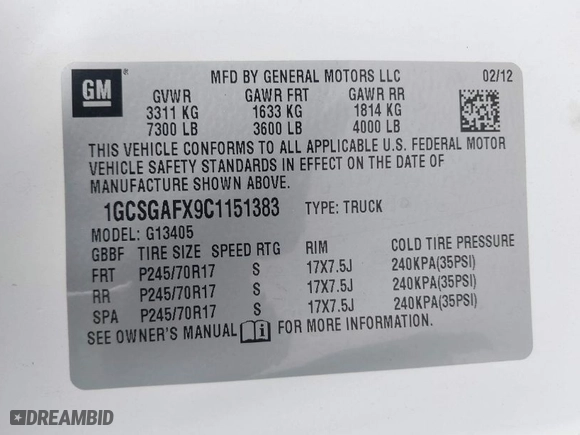 GM ® MFD BY GENERAL MOTORS LLC 02/12
GVWR GAWR FRT GAWR RR
3311 KG 1633 KG 1814 KG
7300 LB 3600 LB 4000 LB
THIS VEHICLE CONFORMS TO ALL APPLICABLE U.S. FEDERAL MOTOR
VEHICLE SAFETY STANDARDS IN EFFECT ON THE DATE OF
MANUFACTURE SHOWN ABOVE.
1GCSGAFX9C1151383 TYPE: TRUCK
MODEL: G13405
GBBF TIRE SIZE SPEED RTG RIM COLD TIRE PRESSURE
FRT P245/70R17 S 17X7.5J 240KPA(35PSI)
RR P245/70R17 S 17X7.5J 240KPA(35PSI)
SPA P245/70R17 S 17X7.5J 240KPA(35PSI)
SEE OWNER'S MANUAL FOR MORE INFORMATION.
DREAMBID